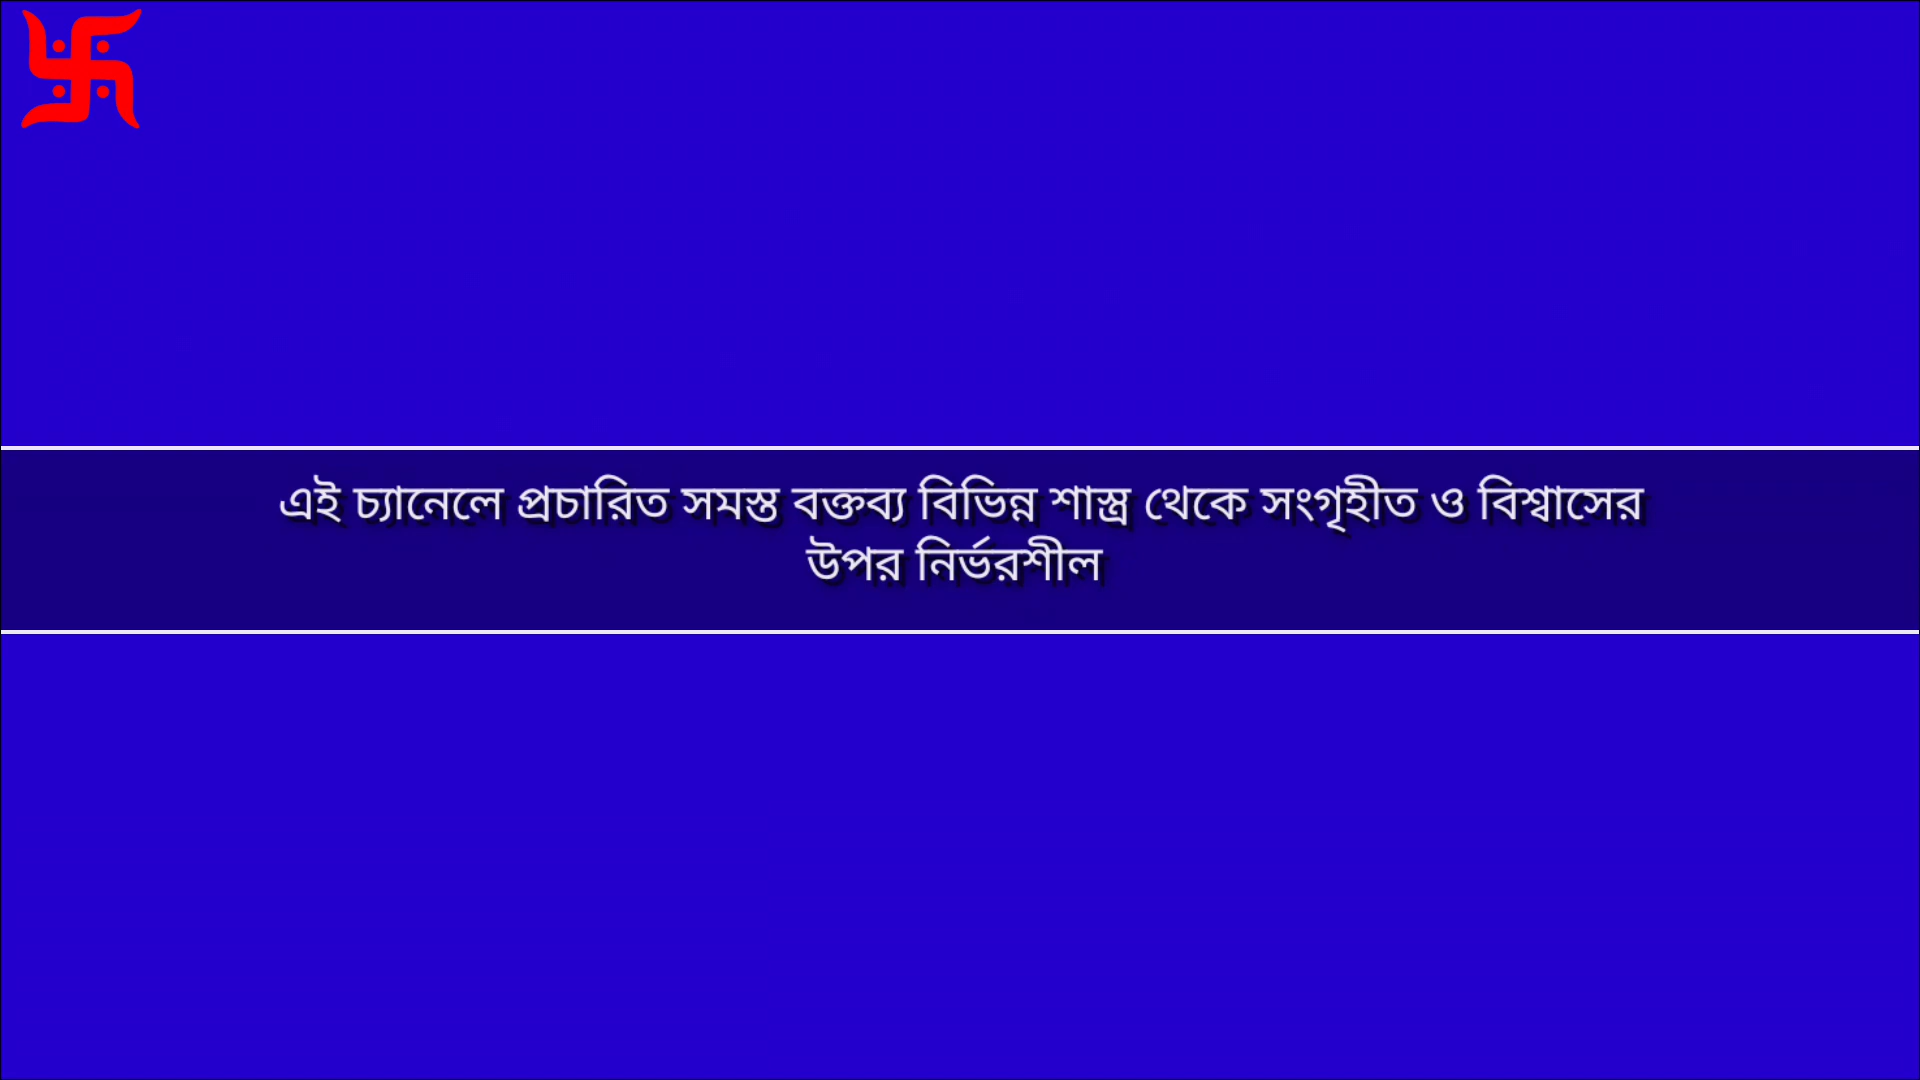 এই চ্যানেলে প্রচারিত সমস্ত বক্তব্য বিভিন্ন শাস্ত্র থেকে সংগৃহীত ও বিশ্বাসের
উপর নির্ভরশীল